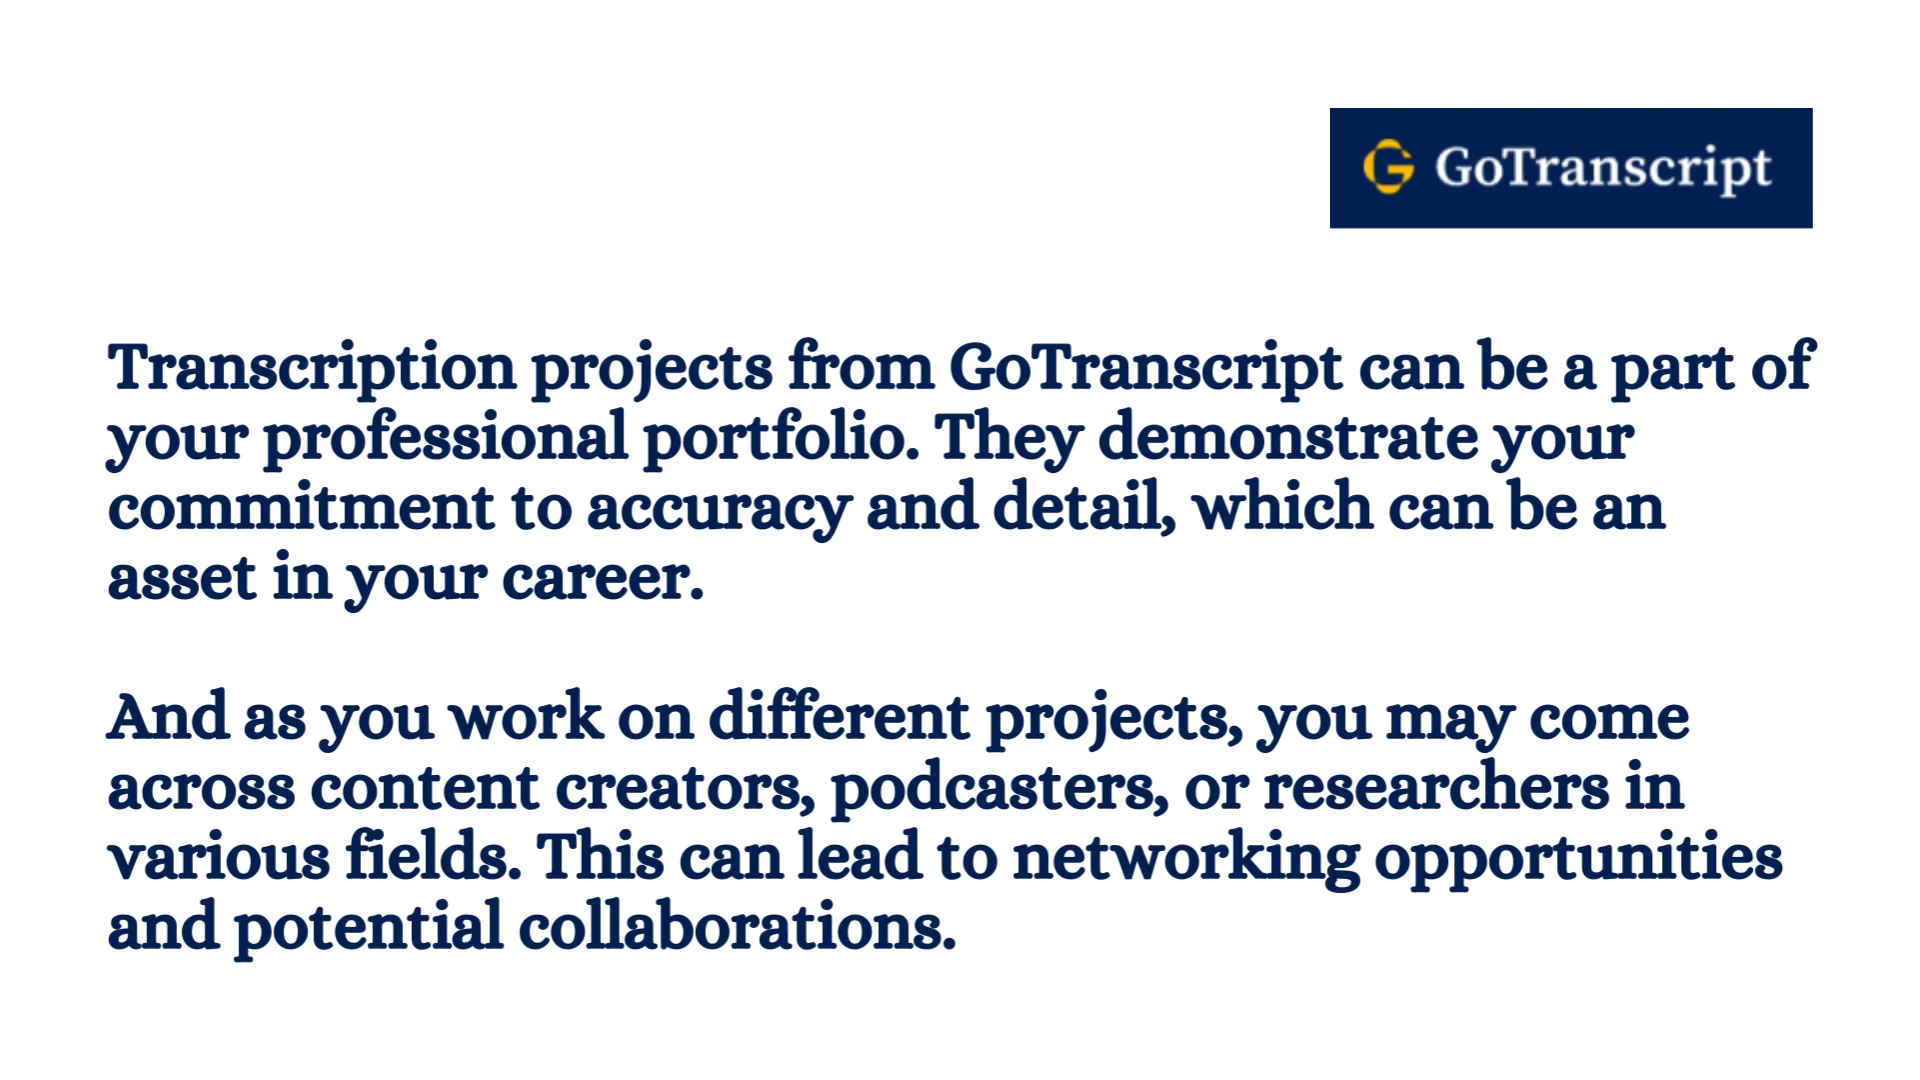 GoTranscript
Transcription projects from GoTranscript can be a part of
your professional portfolio. They demonstrate your
commitment to accuracy and detail, which can be an
asset in your career.
And as you work on different projects, you may come
across content creators, podcasters, or researchers in
various fields. This can lead to networking opportunities
and potential collaborations.